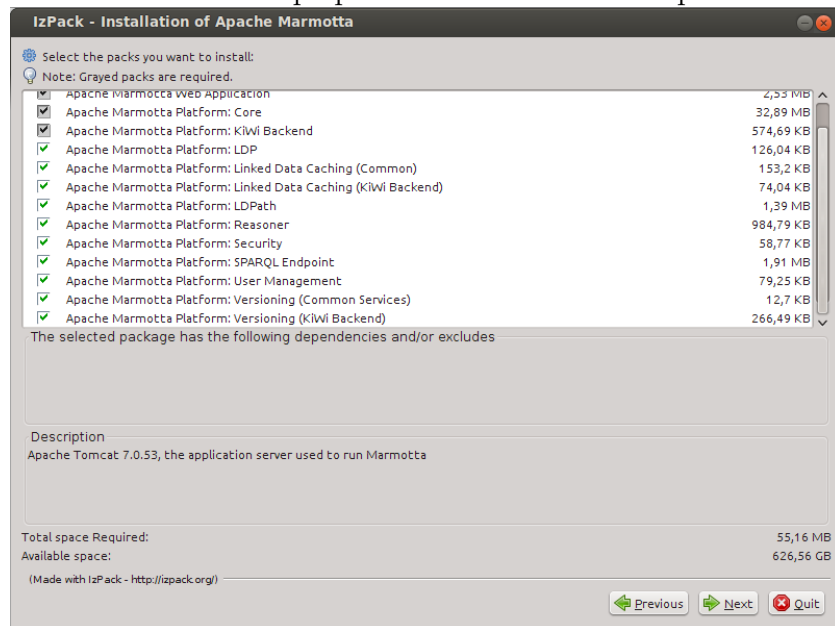 IzPack - Installation of Apache Marmotta
Select the packs you want to install:
Note: Grayed packs are required.
Apache Marmotta Web Application 2,53 MB
Apache Marmotta Platform: Core 32,89 MB
Apache Marmotta Platform: KiWi Backend 574,69 KB
Apache Marmotta Platform: LDP 126,04 KB
Apache Marmotta Platform: Linked Data Caching (Common) 153,2 KB
Apache Marmotta Platform: Linked Data Caching (KiWi Backend) 74,04 KB
Apache Marmotta Platform: LDPath 1,39 MB
Apache Marmotta Platform: Reasoner 984,79 KB
Apache Marmotta Platform: Security 58,77 KB
Apache Marmotta Platform: SPARQL Endpoint 1,91 MB
Apache Marmotta Platform: User Management 79,25 KB
Apache Marmotta Platform: Versioning (Common Services) 12,7 KB
Apache Marmotta Platform: Versioning (KiWi Backend) 266,49 KB
The selected package has the following dependencies and/or excludes
Description
Apache Tomcat 7.0.53, the application server used to run Marmotta
Total space Required: 55,16 MB
Available space: 626,56 GB
(Made with IzPack - http://izpack.org/)
Previous Next Quit